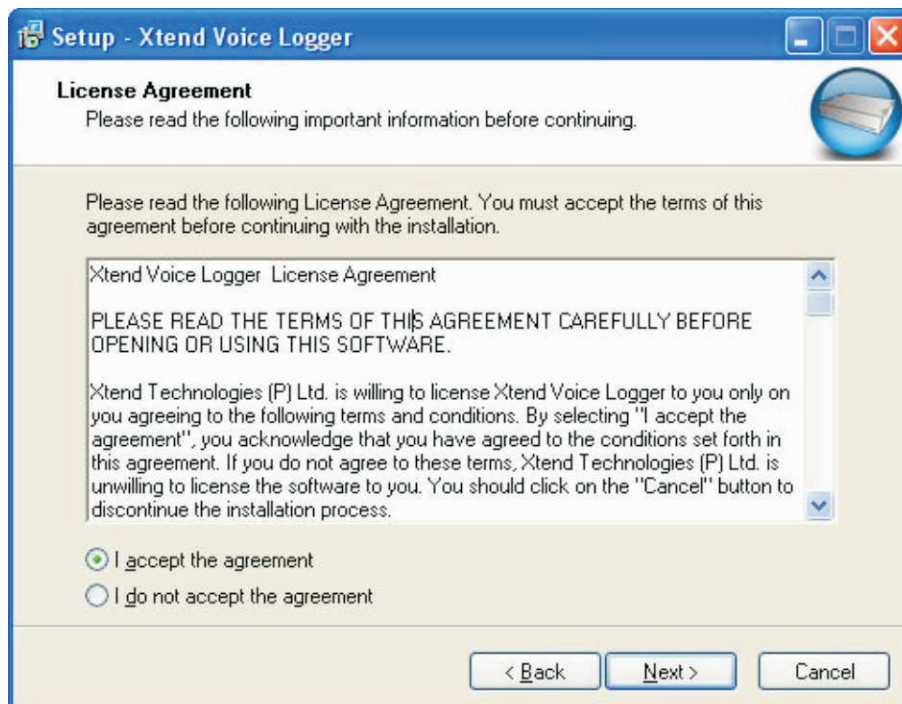 Setup - Xtend Voice Logger
License Agreement
Please read the following important information before continuing.
Please read the following License Agreement. You must accept the terms of this
agreement before continuing with the installation.
Xtend Voice Logger License Agreement
PLEASE READ THE TERMS OF THIS AGREEMENT CAREFULLY BEFORE
OPENING OR USING THIS SOFTWARE.
Xtend Technologies (P) Ltd. is willing to license Xtend Voice Logger to you only on
you agreeing to the following terms and conditions. By selecting "I accept the
agreement", you acknowledge that you have agreed to the conditions set forth in
this agreement. If you do not agree to these terms, Xtend Technologies (P) Ltd. is
unwilling to license the software to you. You should click on the "Cancel" button to
discontinue the installation process.
I accept the agreement
I do not accept the agreement
< Back
Next >
Cancel